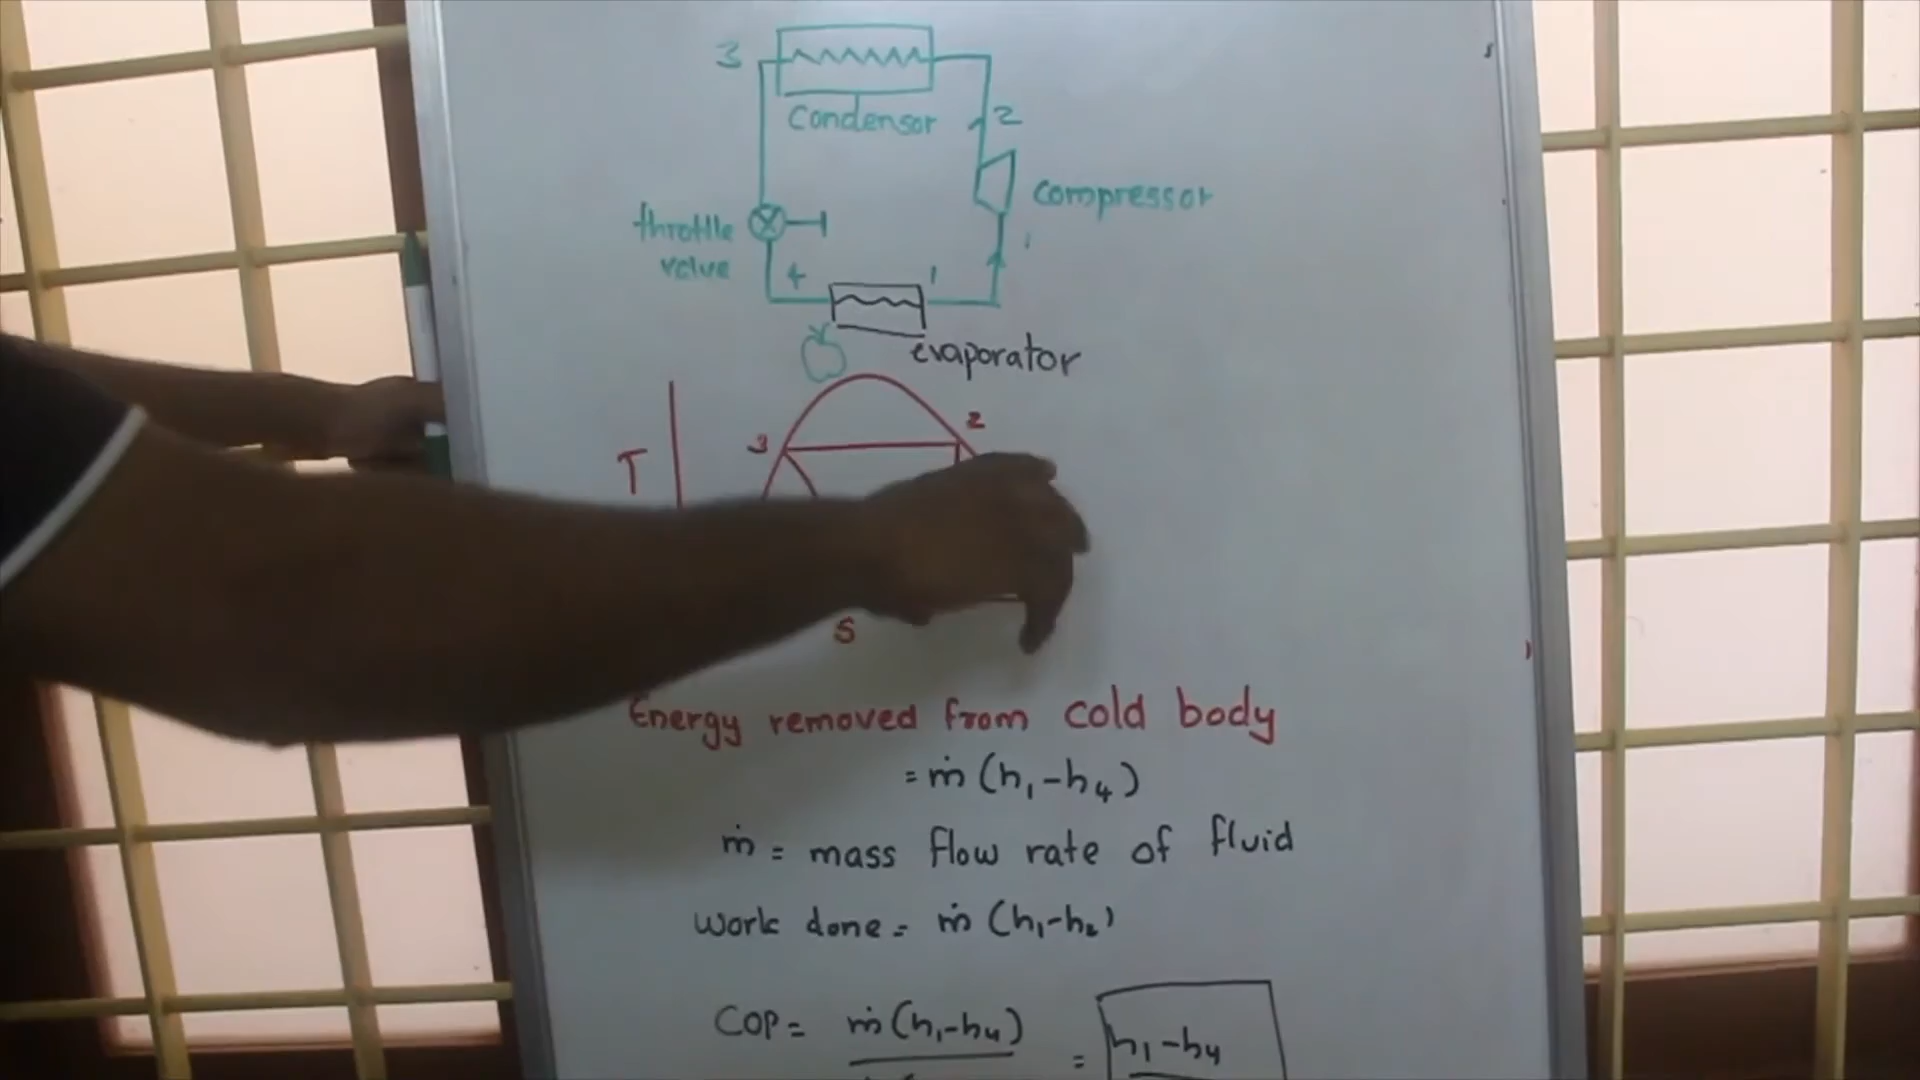 3
Condensor
2
compressor
throttle
valve
1
4
1
evaporator
2
3
T
S
Energy removed from cold body
= ṁ (h₁-h₄)
ṁ = mass flow rate of fluid
work done = ṁ (h₁-h₂)
COP = ṁ(h₁-h₄) = h₁-h₄